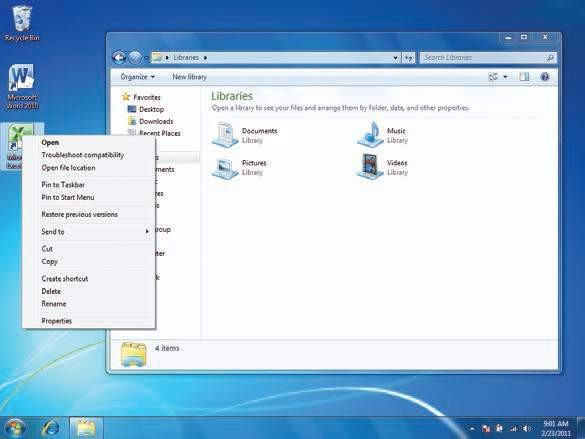 Recycle Bin
Microsoft
Word 2010
Libraries
Search Libraries
Organize
New library
Favorites
Desktop
Downloads
Recent Places
Libraries
Open a library to see your files and arrange them by folder, date, and other properties.
Documents
Library
Music
Library
Pictures
Library
Videos
Library
Open
Troubleshoot compatibility
Open file location
Pin to Taskbar
Pin to Start Menu
Restore previous versions
Send to
Cut
Copy
Create shortcut
Delete
Rename
Properties
4 items
9:01 AM
2/23/2011